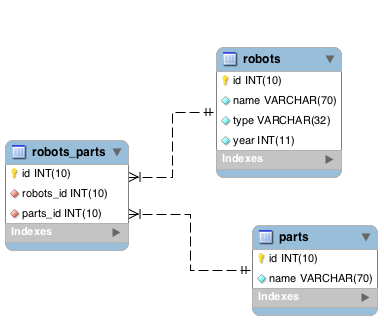 robots
id INT(10)
name VARCHAR(70)
type VARCHAR(32)
year INT(11)
Indexes
robots_parts
id INT(10)
robots_id INT(10)
parts_id INT(10)
Indexes
parts
id INT(10)
name VARCHAR(70)
Indexes